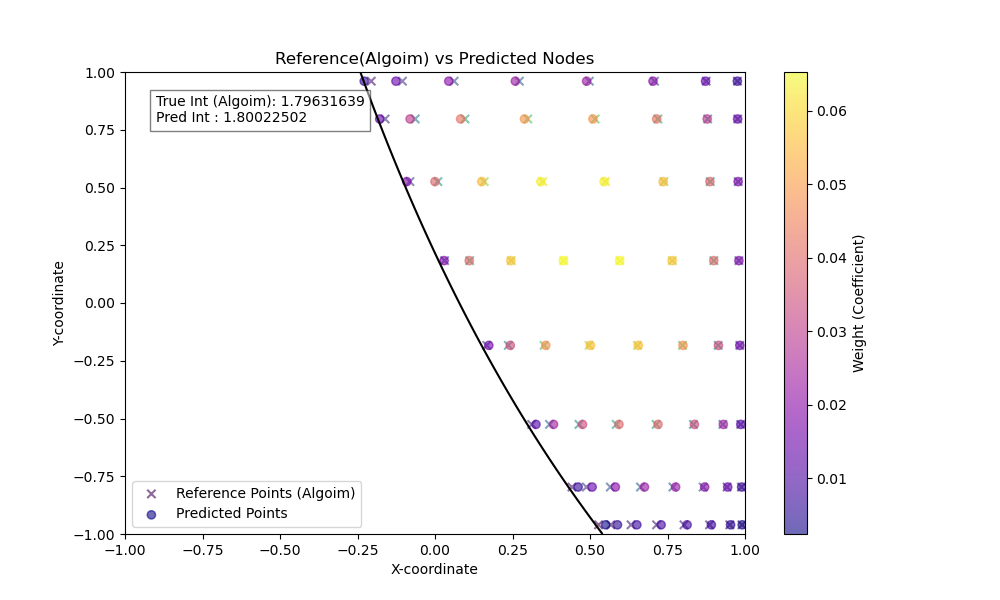 Reference(Algoim) vs Predicted Nodes
True Int (Algoim): 1.79631639
Pred Int : 1.80022502
Y-coordinate
1.00
0.75
0.50
0.25
0.00
−0.25
−0.50
−0.75
−1.00
Reference Points (Algoim)
Predicted Points
−1.00 −0.75 −0.50 −0.25 0.00 0.25 0.50 0.75 1.00
X-coordinate
0.06
0.05
0.04
0.03
0.02
0.01
Weight (Coefficient)